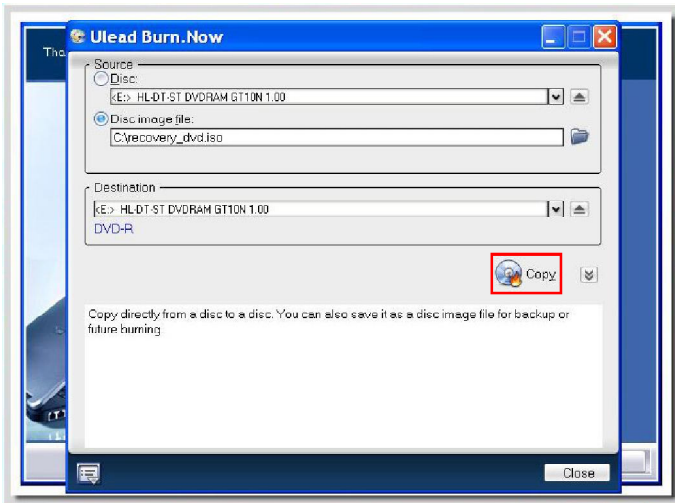 Tha
Ulead Burn.Now
Source
Disc:
<E:> HL-DT-ST DVDRAM GT10N 1.00
Disc image file:
C:\recovery_dvd.iso
Destination
<E:> HL-DT-ST DVDRAM GT10N 1.00
DVD-R
Copy
Copy directly from a disc to a disc. You can also save it as a disc image file for backup or
future burning.
Close